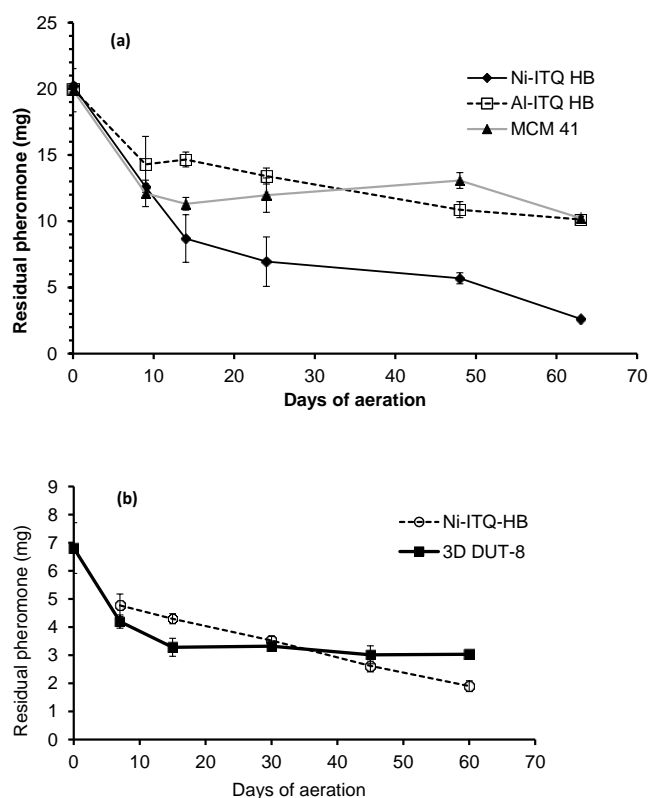 (a)
Ni-ITQ HB
Al-ITQ HB
MCM 41
Residual pheromone (mg)
25
20
15
10
5
0
0 10 20 30 40 50 60 70
Days of aeration
(b)
Ni-ITQ-HB
3D DUT-8
Residual pheromone (mg)
9
8
7
6
5
4
3
2
1
0
0 10 20 30 40 50 60 70
Days of aeration